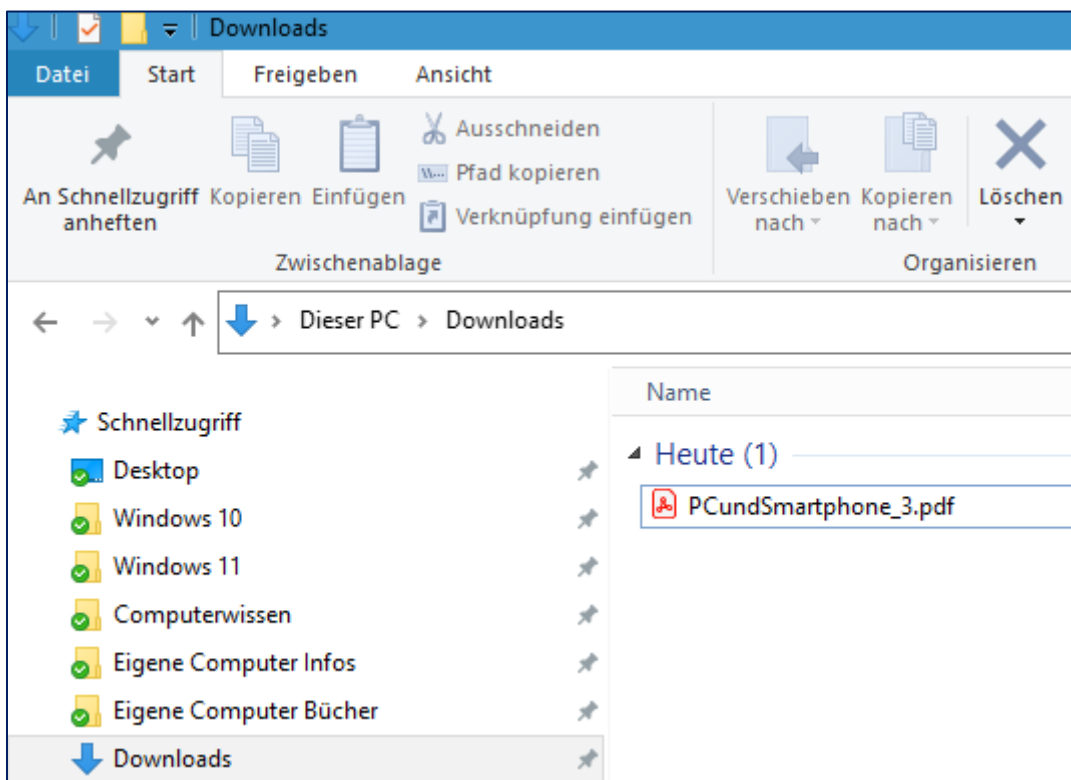 Downloads
Datei Start Freigeben Ansicht
An Schnellzugriff anheften
Kopieren
Einfügen
Ausschneiden
Pfad kopieren
Verknüpfung einfügen
Verschieben nach
Kopieren nach
Löschen
Zwischenablage
Organisieren
Dieser PC Downloads
Name
Schnellzugriff
Desktop
Windows 10
Windows 11
Computerwissen
Eigene Computer Infos
Eigene Computer Bücher
Downloads
Heute (1)
PCundSmartphone_3.pdf